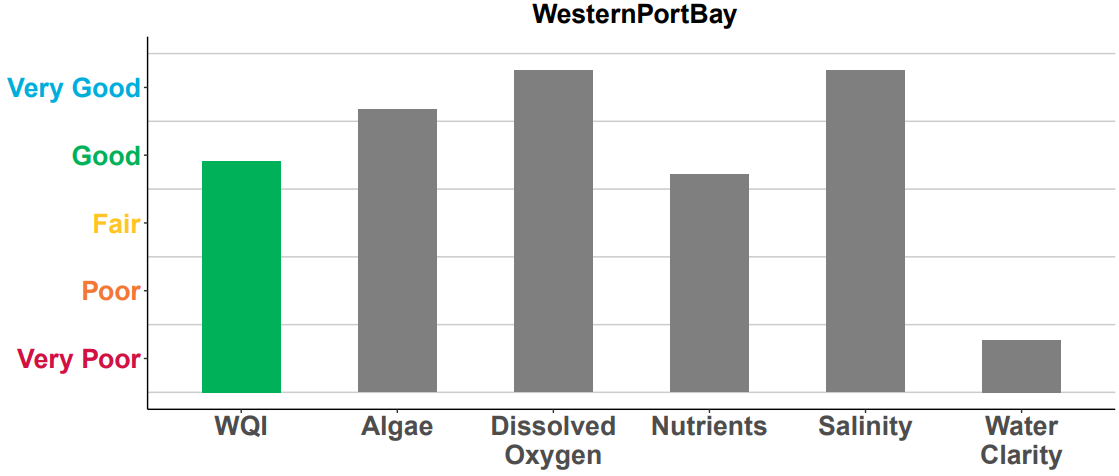 WesternPortBay
Very Good
Good
Fair
Poor
Very Poor
WQI
Algae
Dissolved
Oxygen
Nutrients
Salinity
Water
Clarity